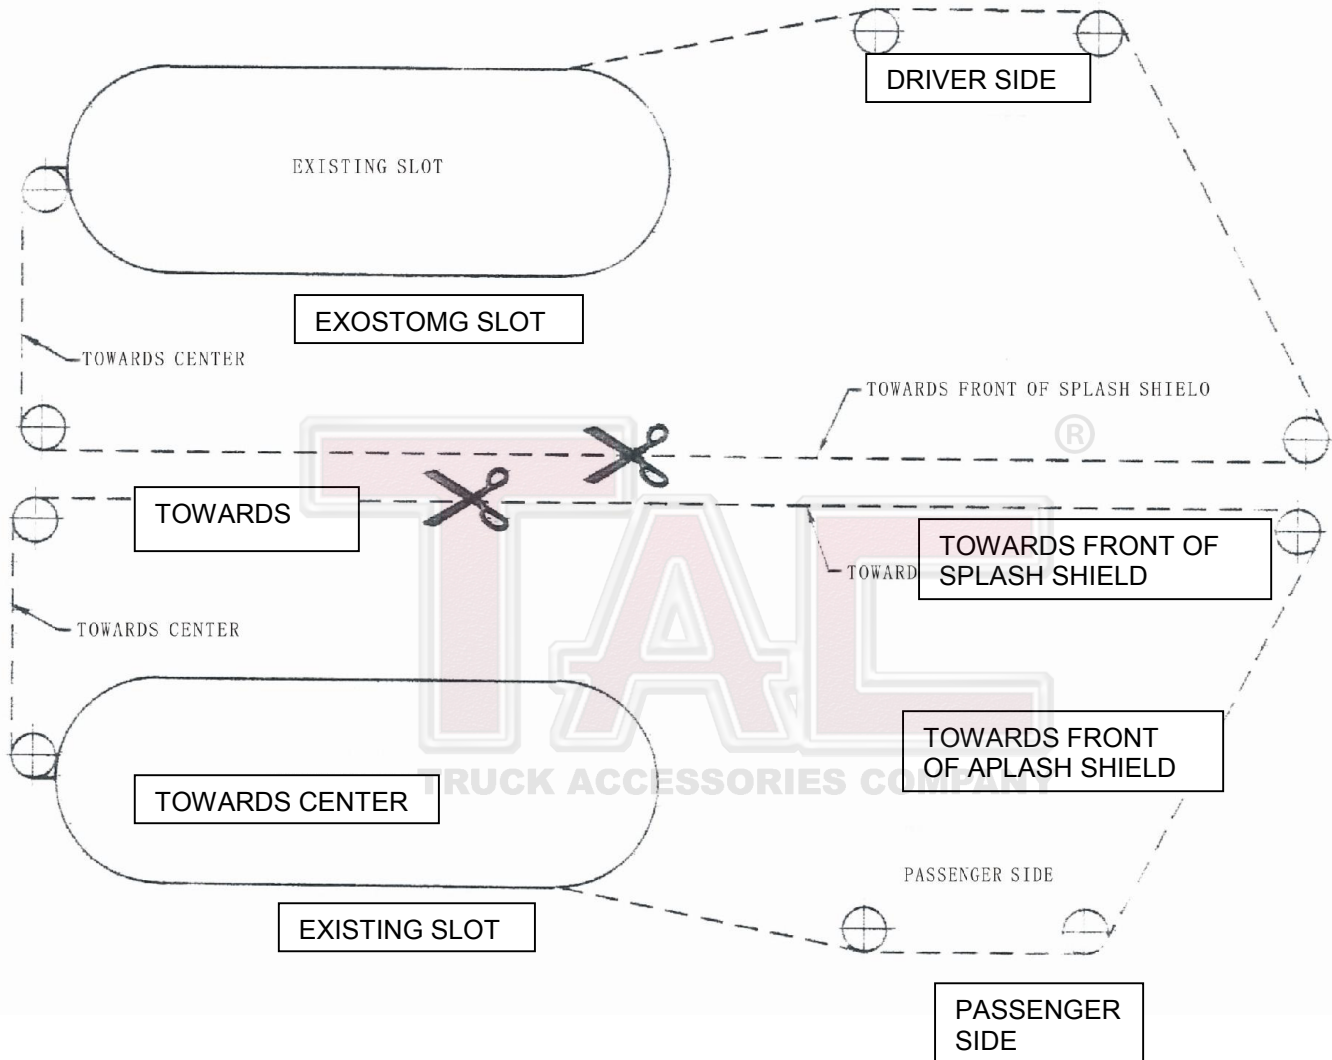 DRIVER SIDE
EXISTING SLOT
EXOSTOMG SLOT
TOWARDS CENTER
TOWARDS FRONT OF SPLASH SHIELO
®
TOWARDS
TOWARDS FRONT OF
SPLASH SHIELD
TOWARD
TOWARDS CENTER
TAC
TRUCK ACCESSORIES COMPANY
TOWARDS FRONT
OF APLASH SHIELD
TOWARDS CENTER
PASSENGER SIDE
EXISTING SLOT
PASSENGER
SIDE